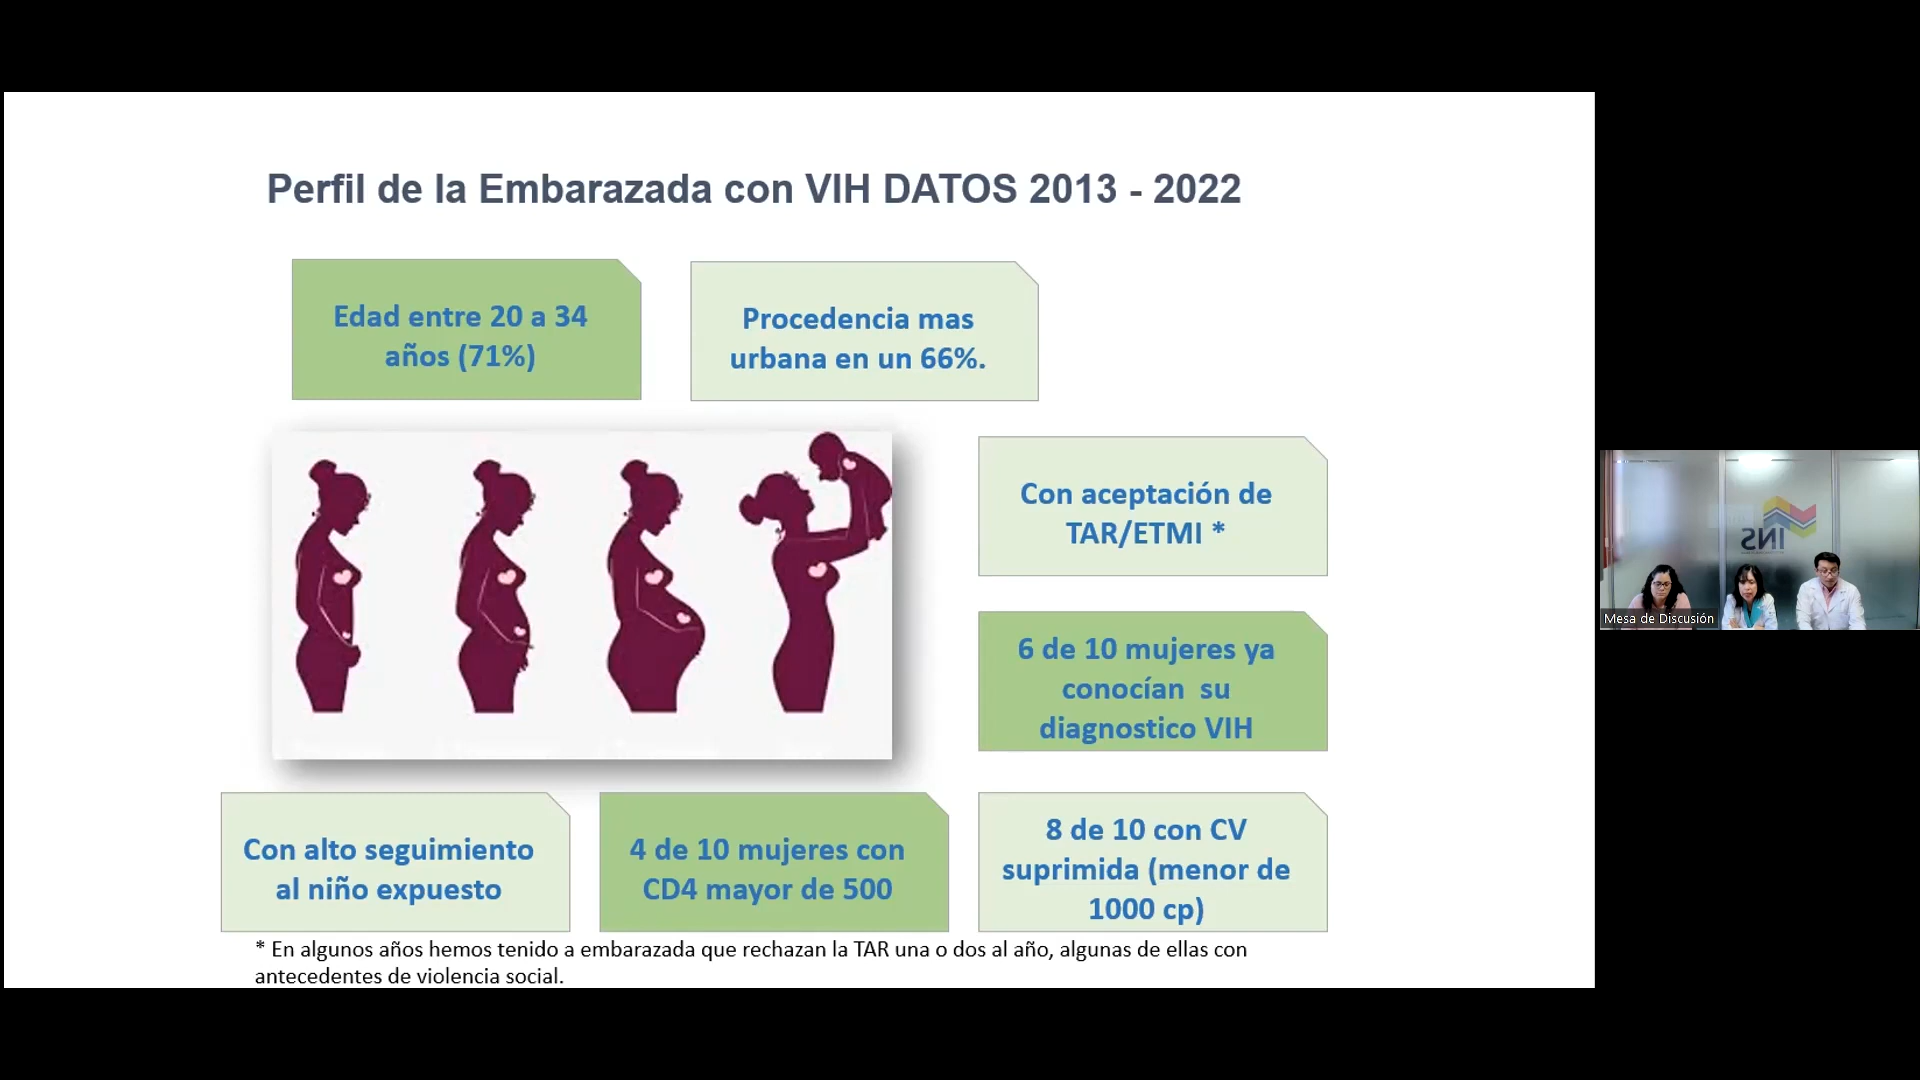 Perfil de la Embarazada con VIH DATOS 2013 - 2022
Edad entre 20 a 34
años (71%)
Procedencia mas
urbana en un 66%.
Con aceptación de
TAR/ETMI *
6 de 10 mujeres ya
conocían su
diagnostico VIH
Con alto seguimiento
al niño expuesto
4 de 10 mujeres con
CD4 mayor de 500
8 de 10 con CV
suprimida (menor de
1000 cp)
* En algunos años hemos tenido a embarazada que rechazan la TAR una o dos al año, algunas de ellas con
antecedentes de violencia social.
INS
Mesa de Discusión